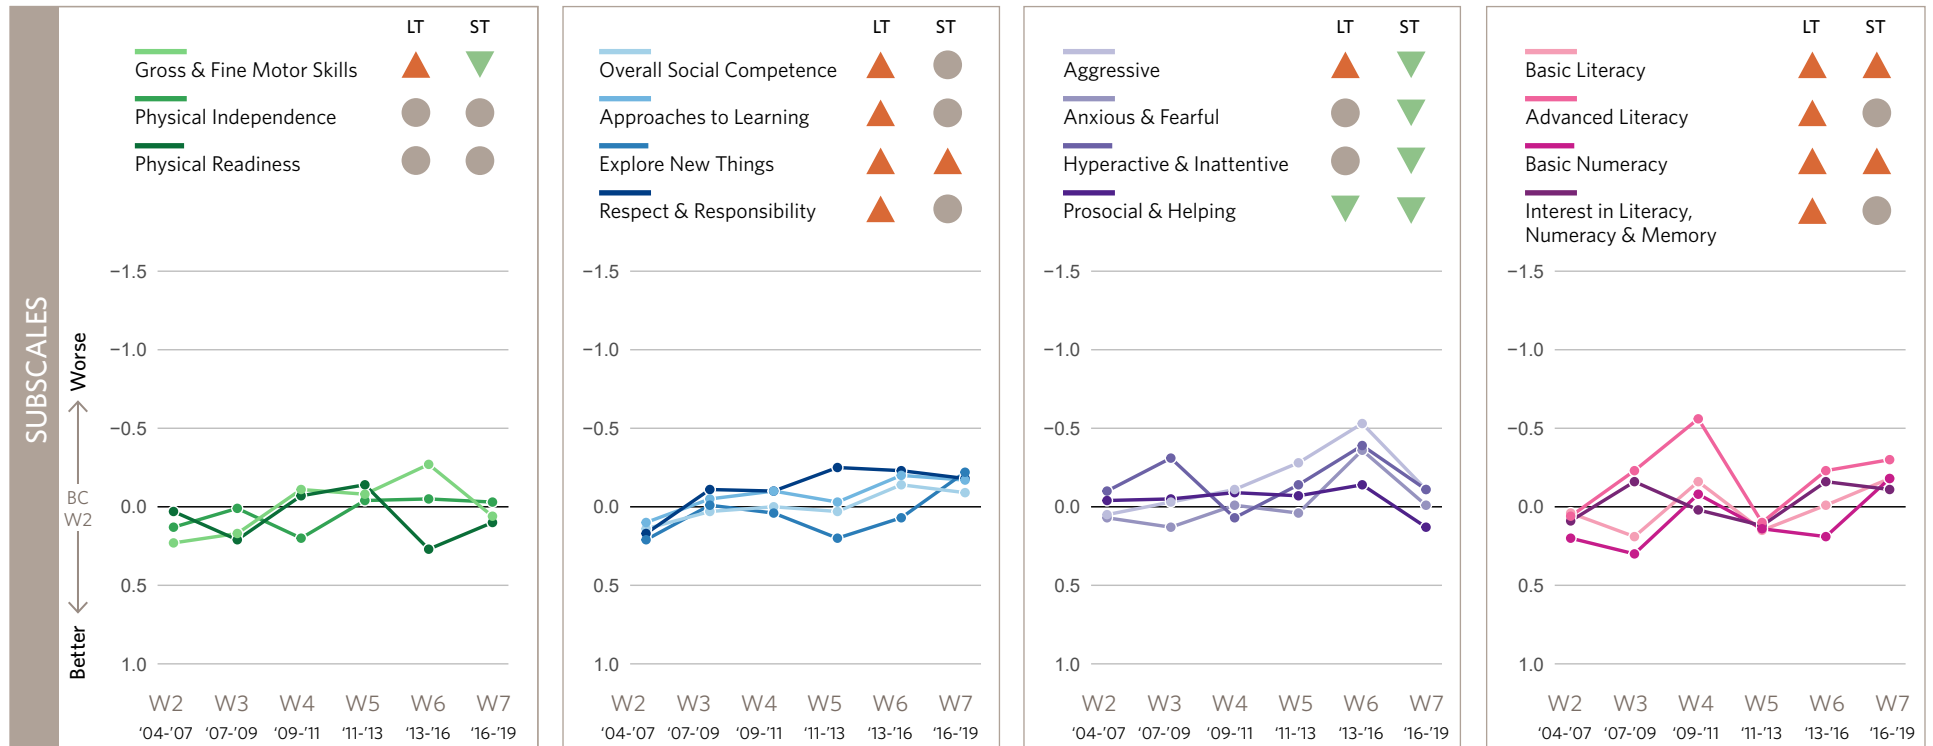 SUBSCALES
LT ST
Gross & Fine Motor Skills
Physical Independence
Physical Readiness
−1.5
−1.0
−0.5
0.0
0.5
1.0
Worse
BC
W2
Better
W2 W3 W4 W5 W6 W7
‘04-’07 ‘07-’09 ‘09-’11 ‘11-’13 ‘13-’16 ‘16-’19
LT ST
Overall Social Competence
Approaches to Learning
Explore New Things
Respect & Responsibility
−1.5
−1.0
−0.5
0.0
0.5
1.0
W2 W3 W4 W5 W6 W7
‘04-’07 ‘07-’09 ‘09-’11 ‘11-’13 ‘13-’16 ‘16-’19
LT ST
Aggressive
Anxious & Fearful
Hyperactive & Inattentive
Prosocial & Helping
−1.5
−1.0
−0.5
0.0
0.5
1.0
W2 W3 W4 W5 W6 W7
‘04-’07 ‘07-’09 ‘09-’11 ‘11-’13 ‘13-’16 ‘16-’19
LT ST
Basic Literacy
Advanced Literacy
Basic Numeracy
Interest in Literacy,
Numeracy & Memory
−1.5
−1.0
−0.5
0.0
0.5
1.0
W2 W3 W4 W5 W6 W7
‘04-’07 ‘07-’09 ‘09-’11 ‘11-’13 ‘13-’16 ‘16-’19